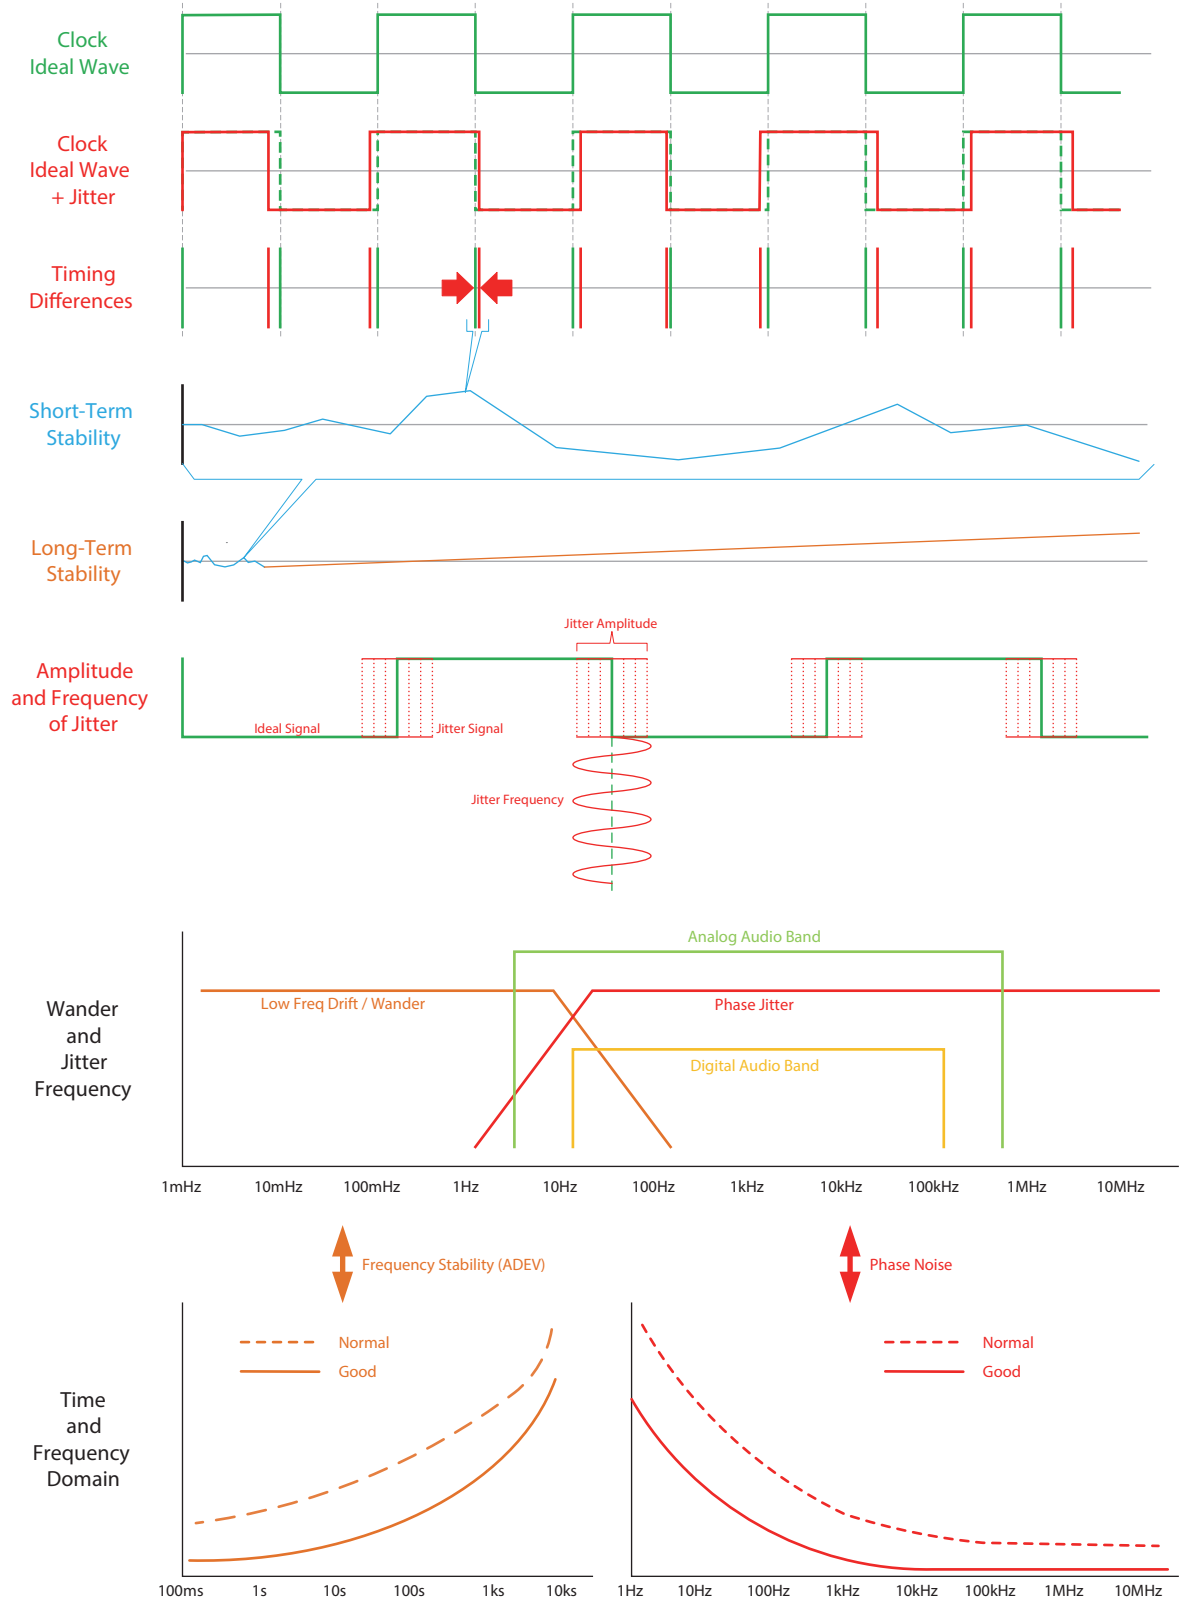 Clock
Ideal Wave
Clock
Ideal Wave
+ Jitter
Timing
Differences
Short-Term
Stability
Long-Term
Stability
Jitter Amplitude
Amplitude
and Frequency
of Jitter
Ideal Signal
Jitter Signal
Jitter Frequency
Analog Audio Band
Low Freq Drift / Wander
Phase Jitter
Wander
and
Jitter
Frequency
Digital Audio Band
1mHz 10mHz 100mHz 1Hz 10Hz 100Hz 1kHz 10kHz 100kHz 1MHz 10MHz
Frequency Stability (ADEV)
Phase Noise
Normal
Good
Normal
Good
Time
and
Frequency
Domain
100ms 1s 10s 100s 1ks 10ks
1Hz 10Hz 100Hz 1kHz 10kHz 100kHz 1MHz 10MHz